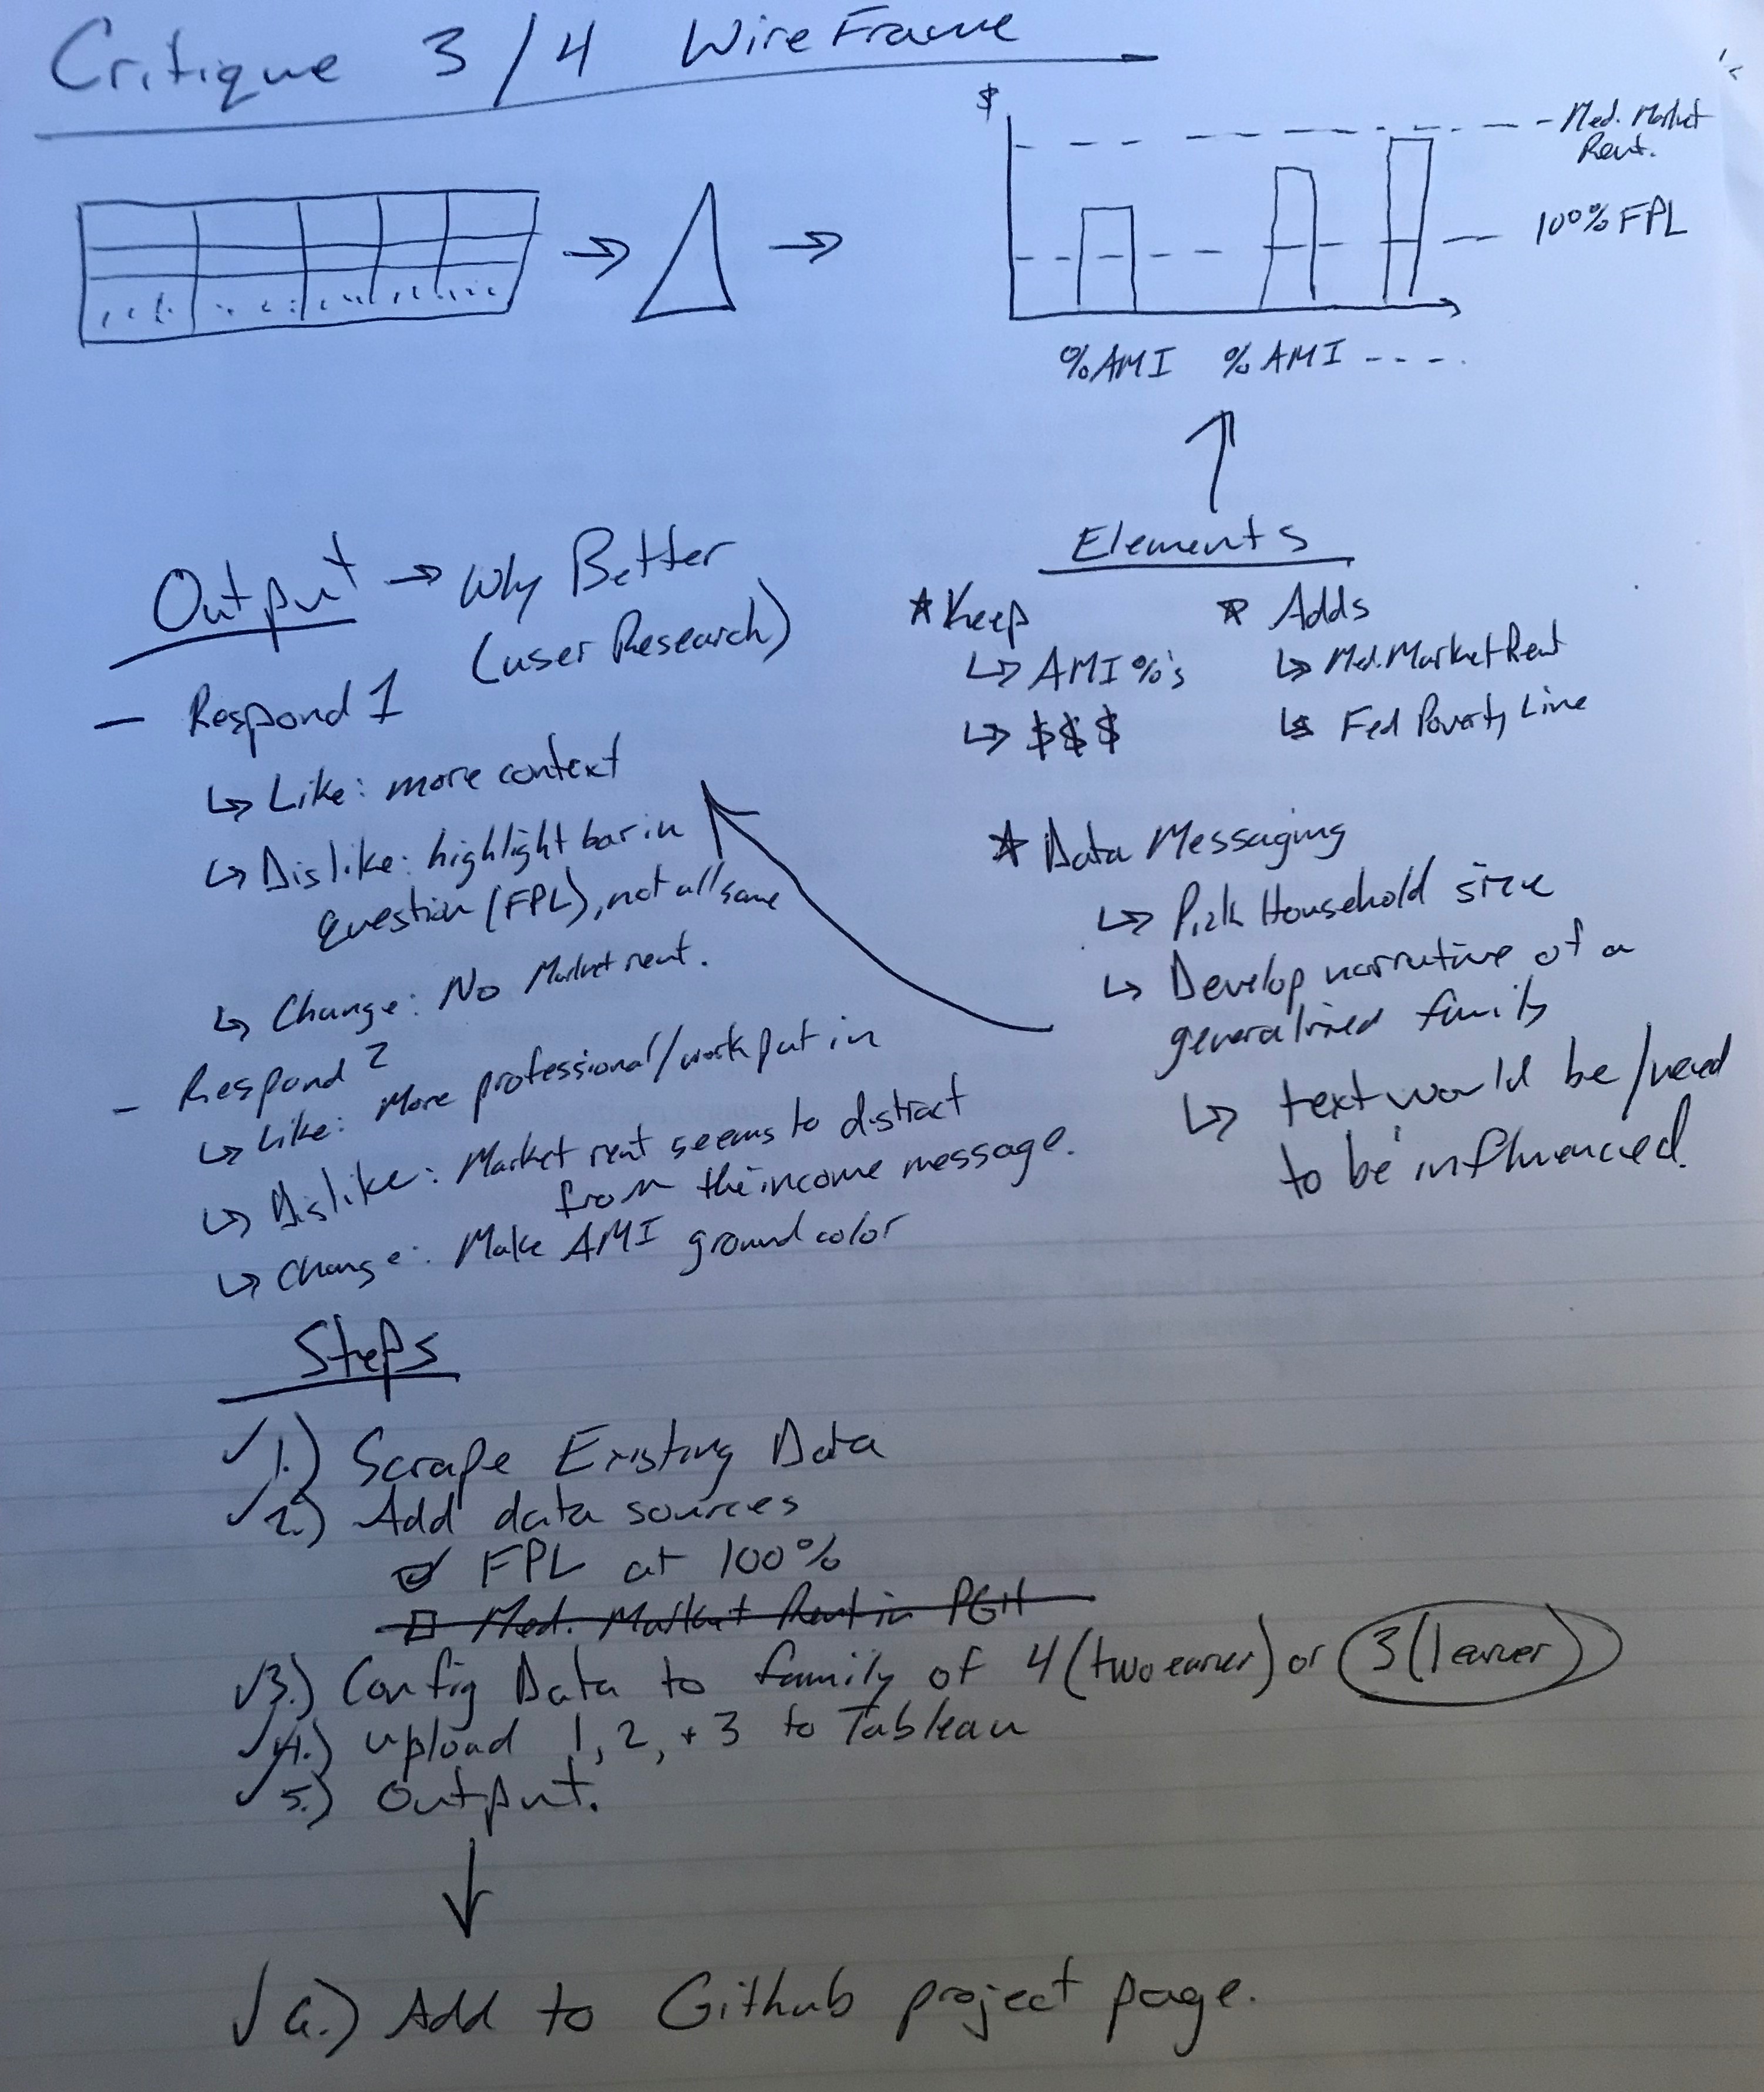 Critique 3/4 WireFrame
$
Med. Market
Rent.
100% FPL
%AMI %AMI ----.
Elements
* Keep
↳ AMI %'s
↳ $$$
* Adds
↳ Med. Market Rent
↳ Fed Poverty Line
* Data Messaging
↳ Pick Household size
↳ Develop narrative of a
generalized family
↳ text would be/need
to be influenced.
Output → Why Better
(user Research)
- Respond 1
↳ Like: more context
↳ Dislike: highlight bar in
question (FPL), not all same
↳ Change: No Market rent.
- Respond 2
↳ Like: More professional/work put in
↳ Dislike: Market rent seems to distract
from the income message.
↳ Change: Make AMI ground color
Steps
✓ 1.) Scrape Existing Data
✓ 2.) Add data sources
☑ FPL at 100%
☐ Med. Market Rent in PGH
✓ 3.) Config Data to family of 4 (two earner) or 3 (1 earner)
✓ 4.) upload 1, 2, + 3 to Tableau
✓ 5.) Output.
✓ a.) Add to Github project page.